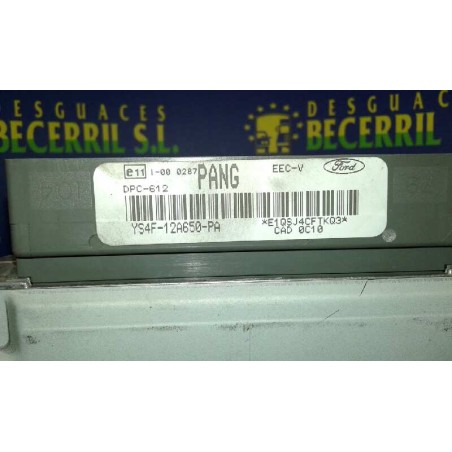 DESGUACES
BECERRIL S.L.
DESGUACES
BECERRIL S.L.
e11 1-00 0287 PANG EEC-V Ford
DPC-612
YS4F-12A650-PA
*E1QSJ4CFTKQ3*
CAD 0C10